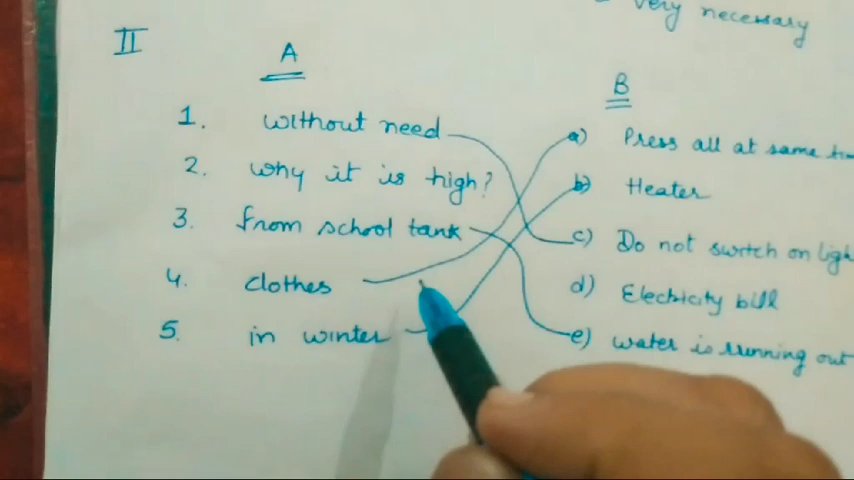 very necessary
II
A
B
1. without need
a) Press all at same
2. why it is high?
b) Heater
3. from school tank
c) Do not switch on
4. clothes
d) Electricity bill
5. in winter
e) water is running out